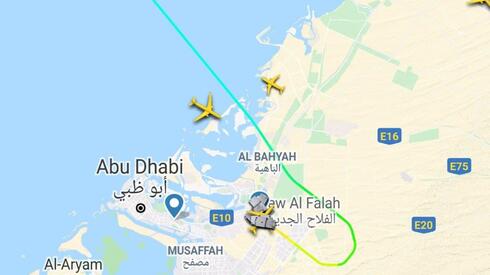 E16
AL BAHYAH
الباهية
E75
Abu Dhabi
أبو ظبي
New Al Falah
الفلاح الجديد
E10
E20
MUSAFFAH
مصفح
Al-Aryam